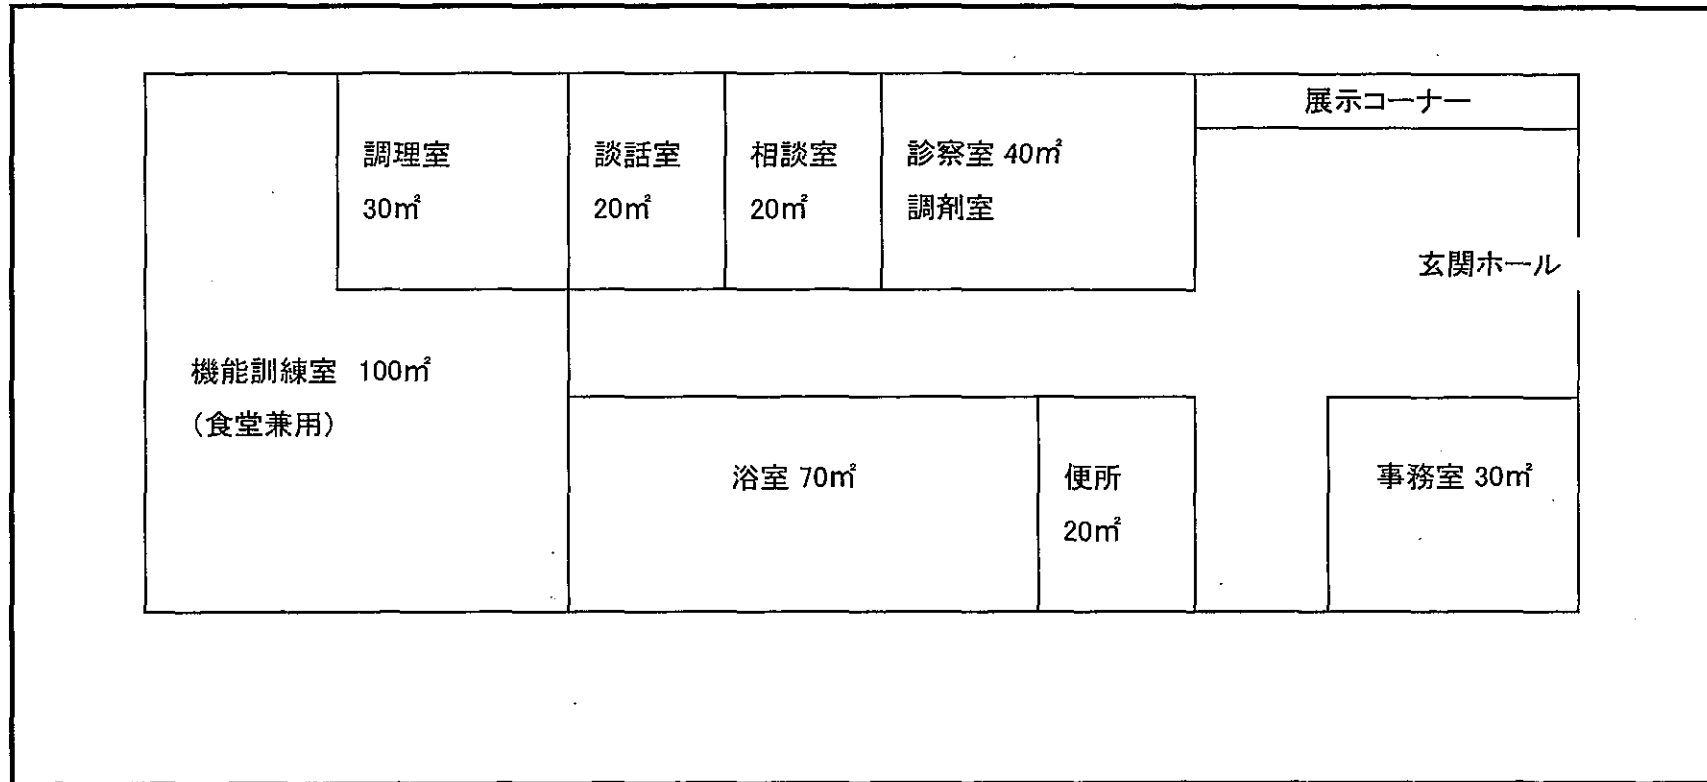 展示コーナー
調理室
30㎡
談話室
20㎡
相談室
20㎡
診察室 40㎡
調剤室
玄関ホール
機能訓練室 100㎡
（食堂兼用）
浴室 70㎡
便所
20㎡
事務室 30㎡